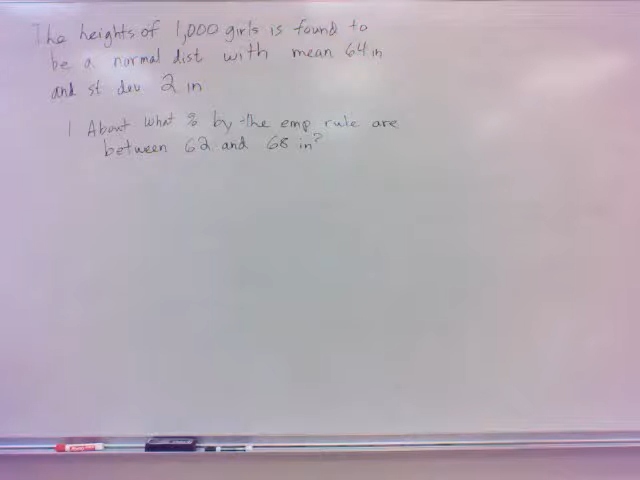 The heights of 1,000 girls is found to
be a normal dist with mean 64 in
and st dev 2 in
1 About what % by the emp rule are
between 62 and 68 in?